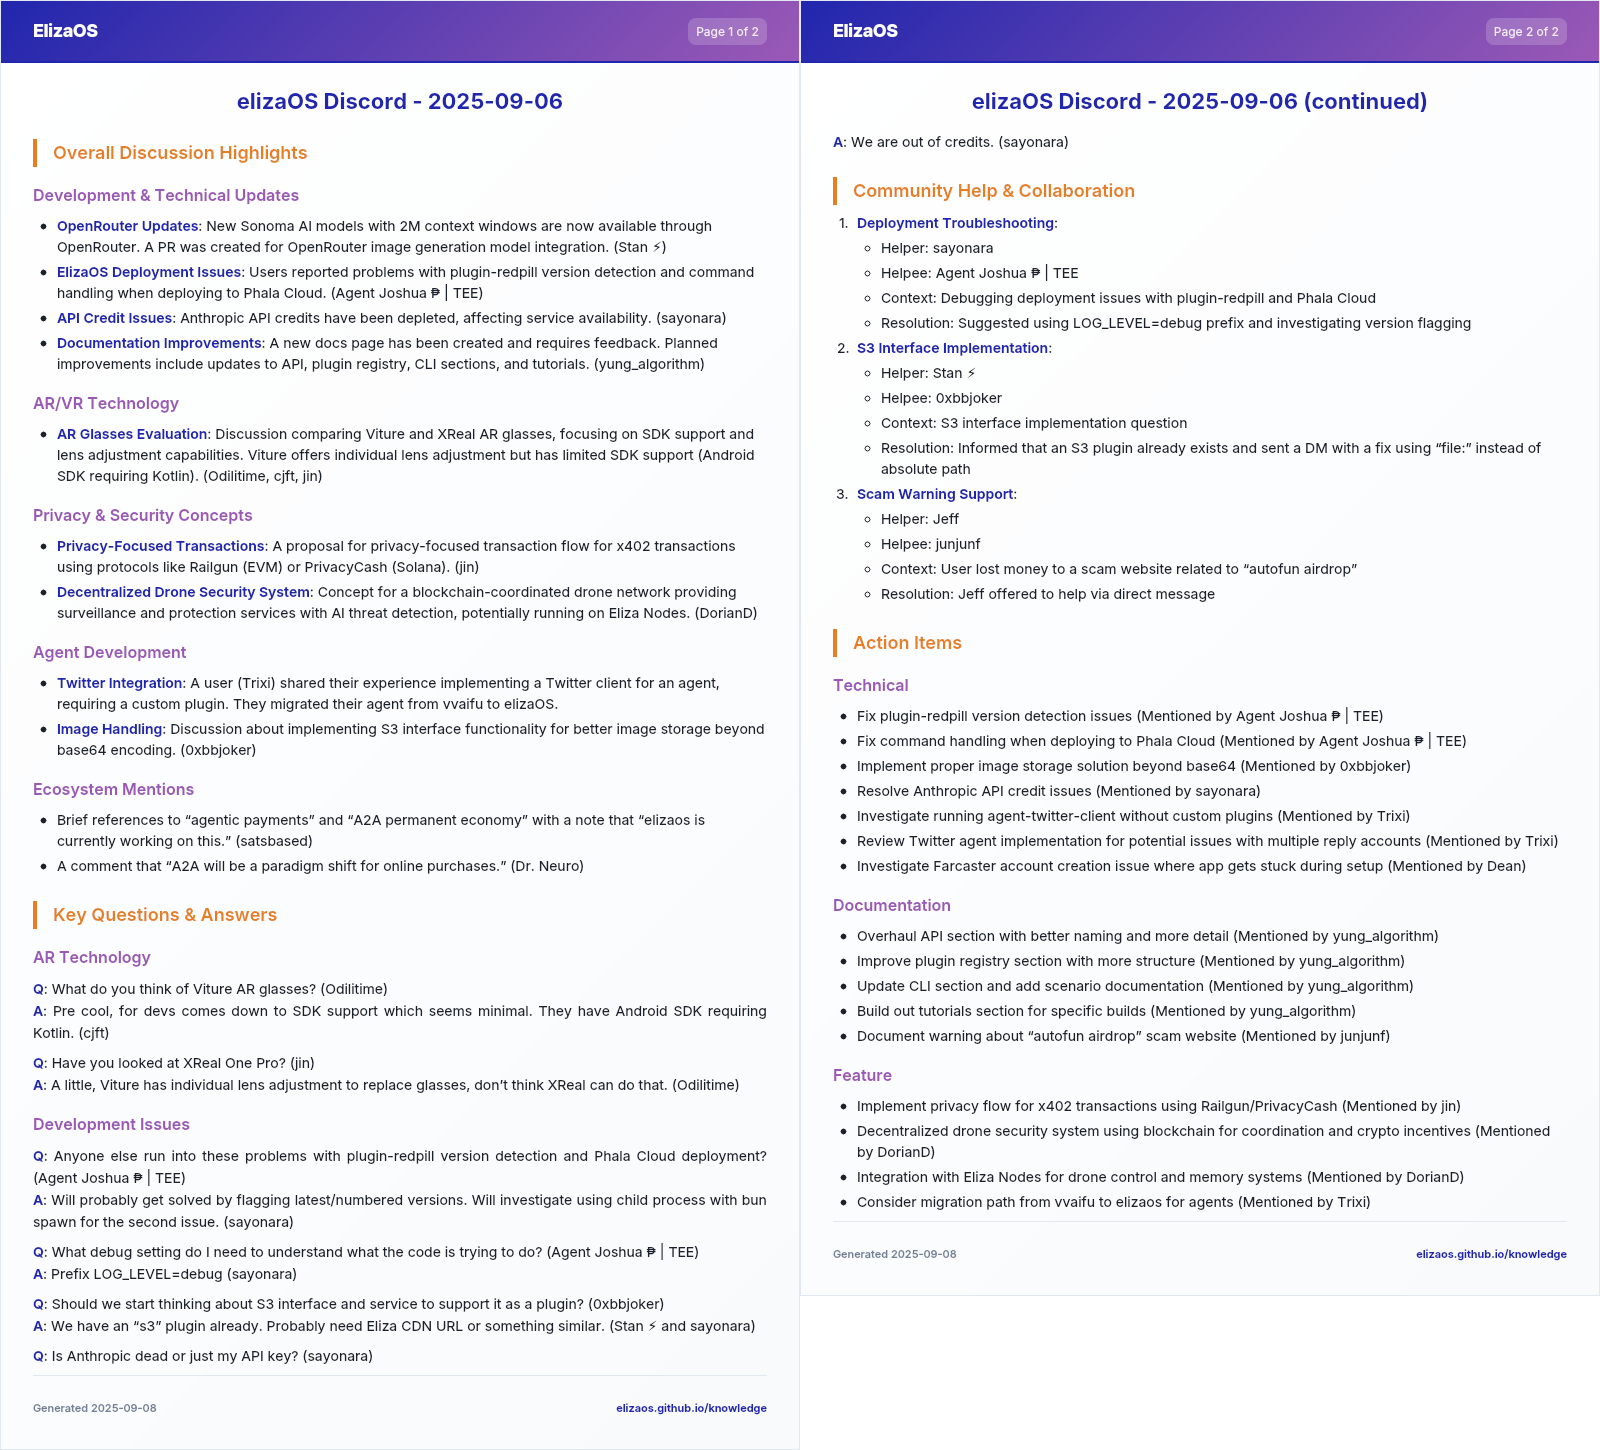 ElizaOS
Page 1 of 2
elizaOS Discord - 2025-09-06
Overall Discussion Highlights
Development & Technical Updates
• OpenRouter Updates: New Sonoma AI models with 2M context windows are now available through
OpenRouter. A PR was created for OpenRouter image generation model integration. (Stan ⚡)
• ElizaOS Deployment Issues: Users reported problems with plugin-redpill version detection and command
handling when deploying to Phala Cloud. (Agent Joshua ₱ | TEE)
• API Credit Issues: Anthropic API credits have been depleted, affecting service availability. (sayonara)
• Documentation Improvements: A new docs page has been created and requires feedback. Planned
improvements include updates to API, plugin registry, CLI sections, and tutorials. (yung_algorithm)
AR/VR Technology
• AR Glasses Evaluation: Discussion comparing Viture and XReal AR glasses, focusing on SDK support and
lens adjustment capabilities. Viture offers individual lens adjustment but has limited SDK support (Android
SDK requiring Kotlin). (Odilitime, cjft, jin)
Privacy & Security Concepts
• Privacy-Focused Transactions: A proposal for privacy-focused transaction flow for x402 transactions
using protocols like Railgun (EVM) or PrivacyCash (Solana). (jin)
• Decentralized Drone Security System: Concept for a blockchain-coordinated drone network providing
surveillance and protection services with AI threat detection, potentially running on Eliza Nodes. (DorianD)
Agent Development
• Twitter Integration: A user (Trixi) shared their experience implementing a Twitter client for an agent,
requiring a custom plugin. They migrated their agent from vvaifu to elizaOS.
• Image Handling: Discussion about implementing S3 interface functionality for better image storage beyond
base64 encoding. (0xbbjoker)
Ecosystem Mentions
• Brief references to “agentic payments” and “A2A permanent economy” with a note that “elizaos is
currently working on this.” (satsbased)
• A comment that “A2A will be a paradigm shift for online purchases.” (Dr. Neuro)
Key Questions & Answers
AR Technology
Q: What do you think of Viture AR glasses? (Odilitime)
A: Pre cool, for devs comes down to SDK support which seems minimal. They have Android SDK requiring
Kotlin. (cjft)
Q: Have you looked at XReal One Pro? (jin)
A: A little, Viture has individual lens adjustment to replace glasses, don’t think XReal can do that. (Odilitime)
Development Issues
Q: Anyone else run into these problems with plugin-redpill version detection and Phala Cloud deployment?
(Agent Joshua ₱ | TEE)
A: Will probably get solved by flagging latest/numbered versions. Will investigate using child process with bun
spawn for the second issue. (sayonara)
Q: What debug setting do I need to understand what the code is trying to do? (Agent Joshua ₱ | TEE)
A: Prefix LOG_LEVEL=debug (sayonara)
Q: Should we start thinking about S3 interface and service to support it as a plugin? (0xbbjoker)
A: We have an “s3” plugin already. Probably need Eliza CDN URL or something similar. (Stan ⚡ and sayonara)
Q: Is Anthropic dead or just my API key? (sayonara)
Generated 2025-09-08
elizaos.github.io/knowledge
ElizaOS
Page 2 of 2
elizaOS Discord - 2025-09-06 (continued)
A: We are out of credits. (sayonara)
Community Help & Collaboration
1. Deployment Troubleshooting:
◦ Helper: sayonara
◦ Helpee: Agent Joshua ₱ | TEE
◦ Context: Debugging deployment issues with plugin-redpill and Phala Cloud
◦ Resolution: Suggested using LOG_LEVEL=debug prefix and investigating version flagging
2. S3 Interface Implementation:
◦ Helper: Stan ⚡
◦ Helpee: 0xbbjoker
◦ Context: S3 interface implementation question
◦ Resolution: Informed that an S3 plugin already exists and sent a DM with a fix using “file:” instead of
absolute path
3. Scam Warning Support:
◦ Helper: Jeff
◦ Helpee: junjunf
◦ Context: User lost money to a scam website related to “autofun airdrop”
◦ Resolution: Jeff offered to help via direct message
Action Items
Technical
• Fix plugin-redpill version detection issues (Mentioned by Agent Joshua ₱ | TEE)
• Fix command handling when deploying to Phala Cloud (Mentioned by Agent Joshua ₱ | TEE)
• Implement proper image storage solution beyond base64 (Mentioned by 0xbbjoker)
• Resolve Anthropic API credit issues (Mentioned by sayonara)
• Investigate running agent-twitter-client without custom plugins (Mentioned by Trixi)
• Review Twitter agent implementation for potential issues with multiple reply accounts (Mentioned by Trixi)
• Investigate Farcaster account creation issue where app gets stuck during setup (Mentioned by Dean)
Documentation
• Overhaul API section with better naming and more detail (Mentioned by yung_algorithm)
• Improve plugin registry section with more structure (Mentioned by yung_algorithm)
• Update CLI section and add scenario documentation (Mentioned by yung_algorithm)
• Build out tutorials section for specific builds (Mentioned by yung_algorithm)
• Document warning about “autofun airdrop” scam website (Mentioned by junjunf)
Feature
• Implement privacy flow for x402 transactions using Railgun/PrivacyCash (Mentioned by jin)
• Decentralized drone security system using blockchain for coordination and crypto incentives (Mentioned
by DorianD)
• Integration with Eliza Nodes for drone control and memory systems (Mentioned by DorianD)
• Consider migration path from vvaifu to elizaos for agents (Mentioned by Trixi)
Generated 2025-09-08
elizaos.github.io/knowledge